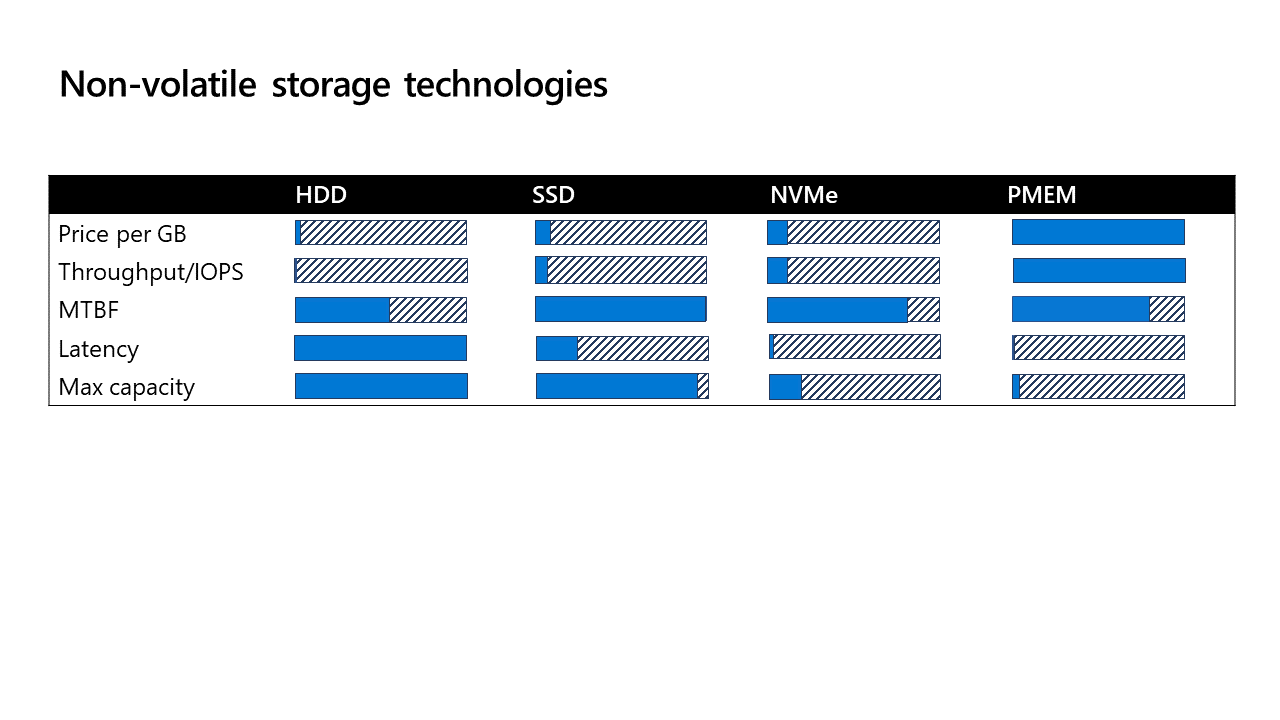 Non-volatile storage technologies
HDD SSD NVMe PMEM
Price per GB
Throughput/IOPS
MTBF
Latency
Max capacity